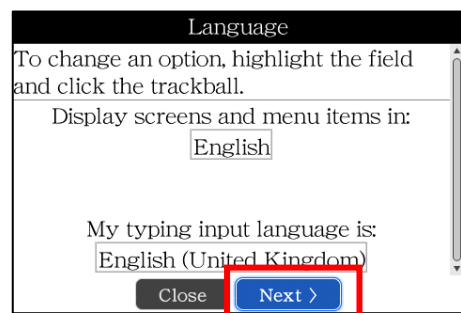 Language
To change an option, highlight the field
and click the trackball.
Display screens and menu items in:
English
My typing input language is:
English (United Kingdom)
Close Next >